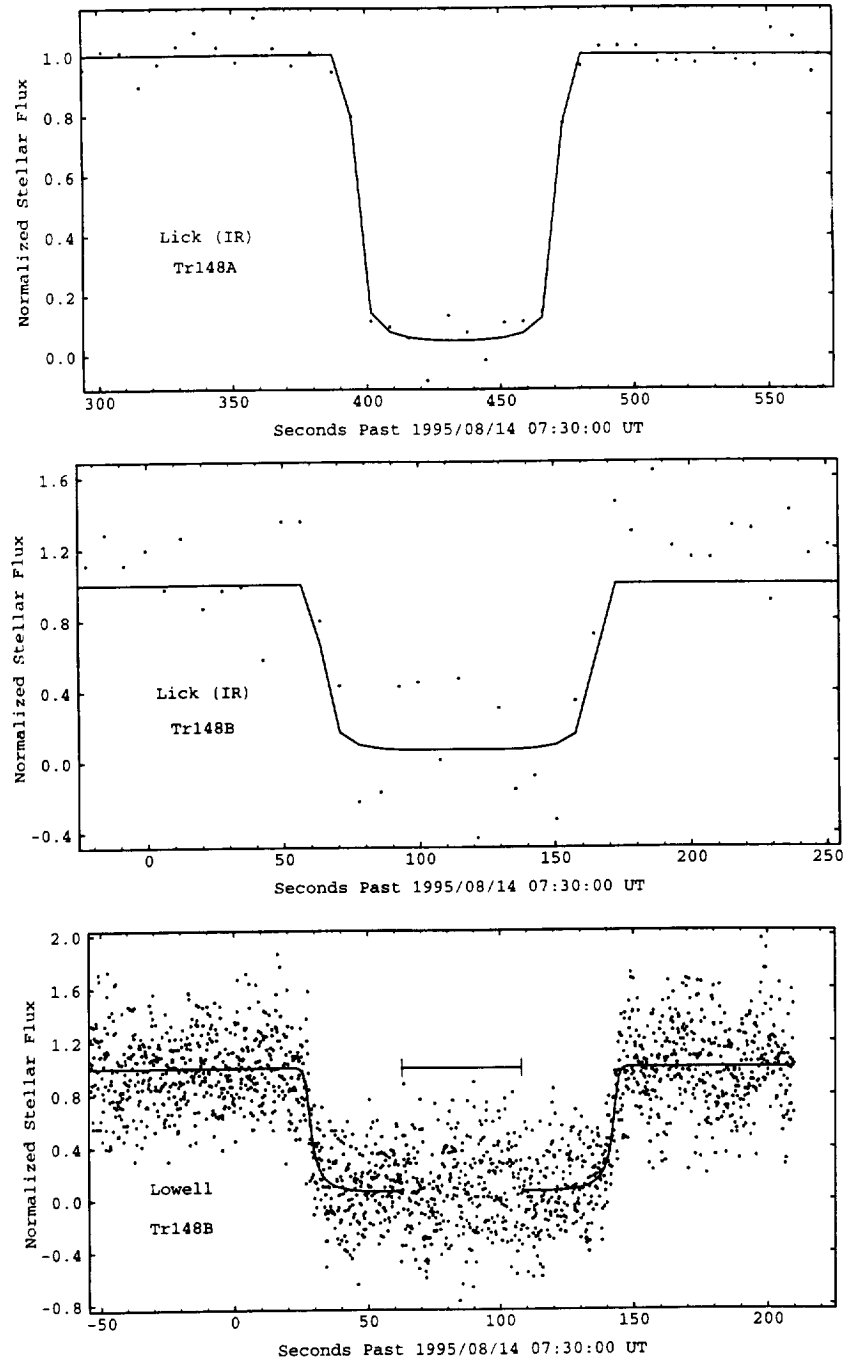 Normalized Stellar Flux
1.0
0.8
0.6
0.4
0.2
0.0
Lick (IR)
Tr148A
300 350 400 450 500 550
Seconds Past 1995/08/14 07:30:00 UT
Normalized Stellar Flux
1.6
1.2
0.8
0.4
0.0
-0.4
Lick (IR)
Tr148B
0 50 100 150 200 250
Seconds Past 1995/08/14 07:30:00 UT
Normalized Stellar Flux
2.0
1.6
1.2
0.8
0.4
0.0
-0.4
-0.8
Lowell
Tr148B
-50 0 50 100 150 200
Seconds Past 1995/08/14 07:30:00 UT